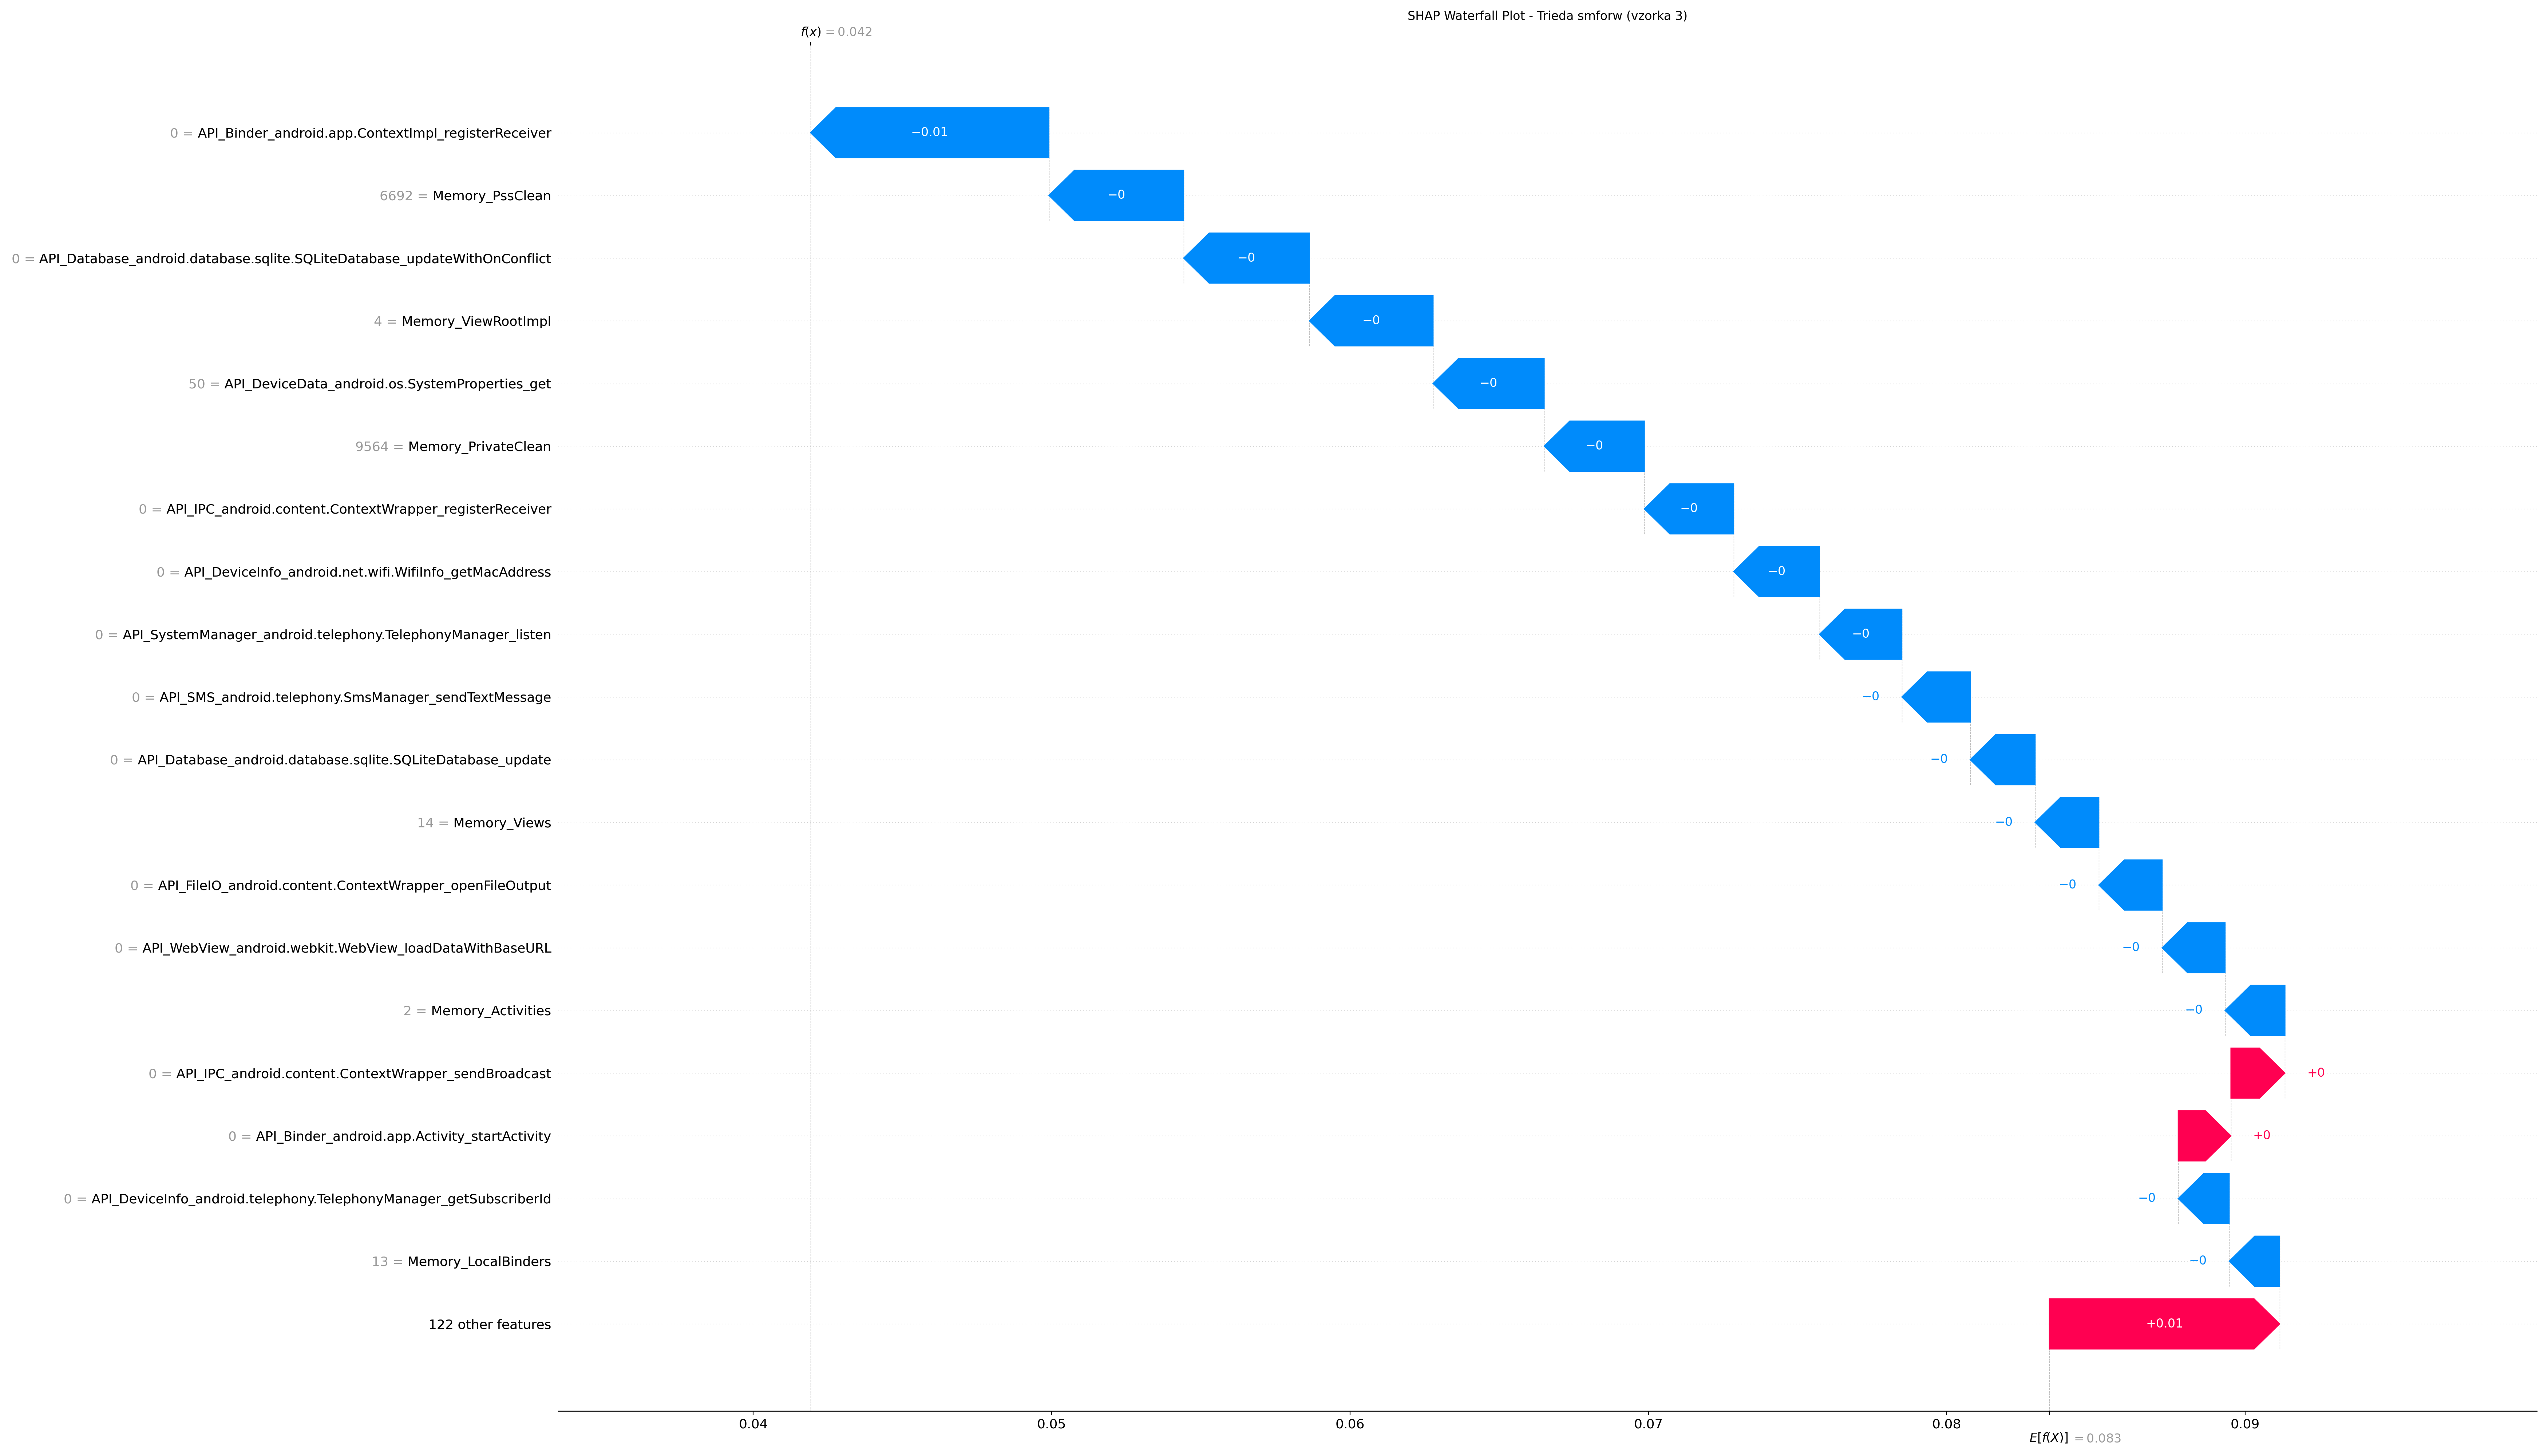 SHAP Waterfall Plot - Trieda smforw (vzorka 3)
f(x) = 0.042
0 = API_Binder_android.app.ContextImpl_registerReceiver
−0.01
6692 = Memory_PssClean
−0
0 = API_Database_android.database.sqlite.SQLiteDatabase_updateWithOnConflict
−0
4 = Memory_ViewRootImpl
−0
50 = API_DeviceData_android.os.SystemProperties_get
−0
9564 = Memory_PrivateClean
−0
0 = API_IPC_android.content.ContextWrapper_registerReceiver
−0
0 = API_DeviceInfo_android.net.wifi.WifiInfo_getMacAddress
−0
0 = API_SystemManager_android.telephony.TelephonyManager_listen
−0
0 = API_SMS_android.telephony.SmsManager_sendTextMessage
−0
0 = API_Database_android.database.sqlite.SQLiteDatabase_update
−0
14 = Memory_Views
−0
0 = API_FileIO_android.content.ContextWrapper_openFileOutput
−0
0 = API_WebView_android.webkit.WebView_loadDataWithBaseURL
−0
2 = Memory_Activities
−0
0 = API_IPC_android.content.ContextWrapper_sendBroadcast
+0
0 = API_Binder_android.app.Activity_startActivity
+0
0 = API_DeviceInfo_android.telephony.TelephonyManager_getSubscriberId
−0
13 = Memory_LocalBinders
−0
122 other features
+0.01
0.04 0.05 0.06 0.07 0.08 0.09
E[f(X)] = 0.083